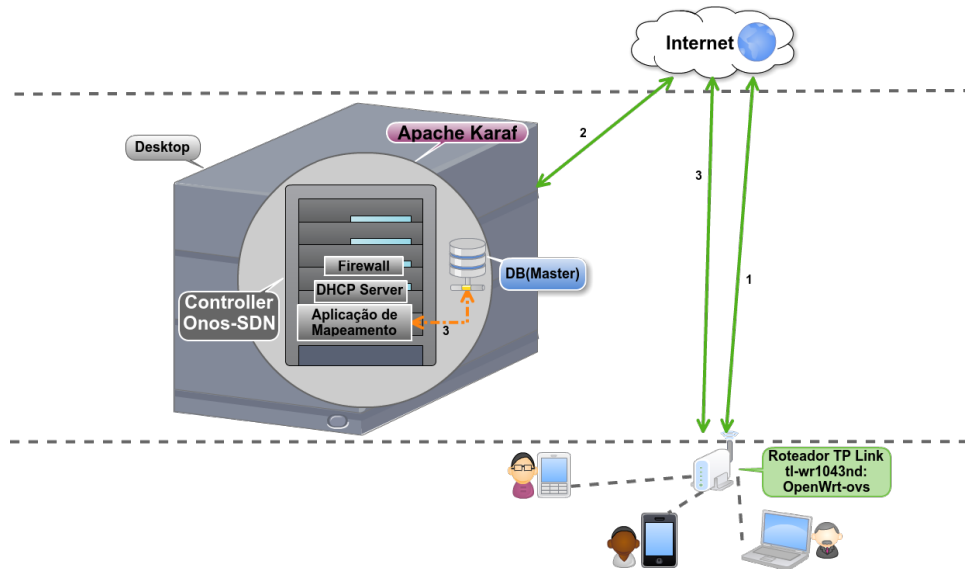 Internet
2
Apache Karaf
Desktop
3
Firewall
DB(Master)
1
DHCP Server
Controller
Onos-SDN
Aplicação de
Mapeamento
3
Roteador TP Link
tl-wr1043nd:
OpenWrt-ovs